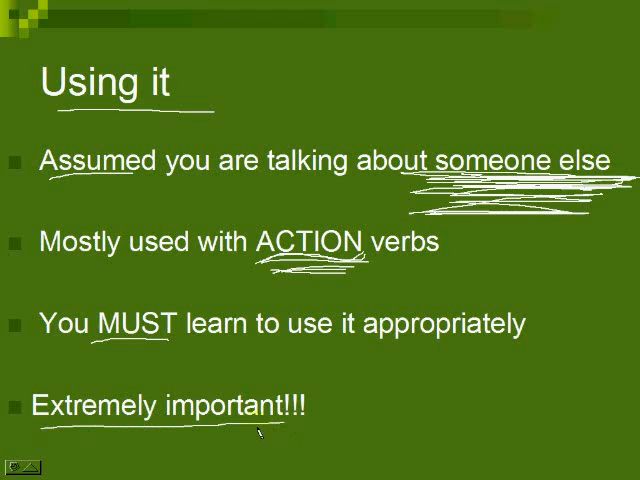 Using it
Assumed you are talking about someone else
Mostly used with ACTION verbs
You MUST learn to use it appropriately
Extremely important!!!